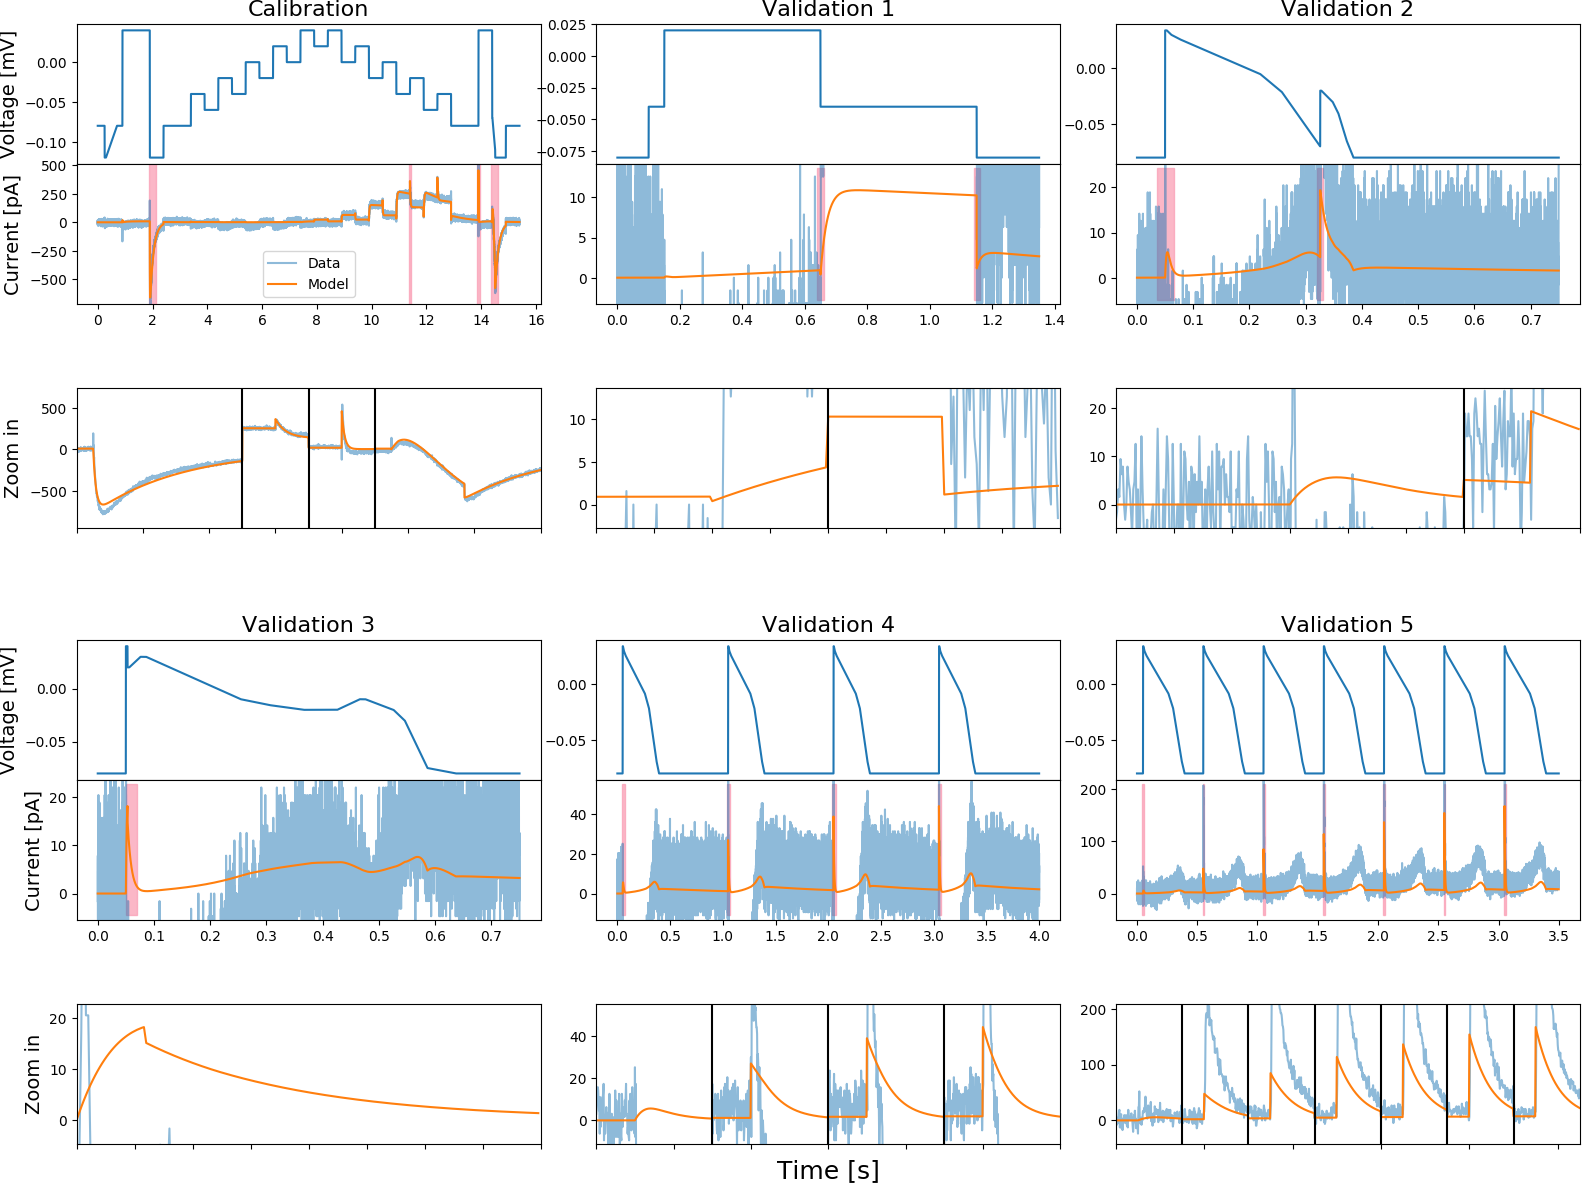 Calibration
Validation 1
Validation 2
Voltage [mV]
0.00
−0.05
−0.10
0.025
0.000
−0.025
−0.050
−0.075
0.00
−0.05
Current [pA]
500
250
0
−250
−500
Data
Model
10
5
0
20
10
0
0 2 4 6 8 10 12 14 16
0.0 0.2 0.4 0.6 0.8 1.0 1.2 1.4
0.0 0.1 0.2 0.3 0.4 0.5 0.6 0.7
Zoom in
500
0
−500
10
5
0
20
10
0
Validation 3
Validation 4
Validation 5
Voltage [mV]
0.00
−0.05
0.00
−0.05
0.00
−0.05
Current [pA]
20
10
0
40
20
0
200
100
0
0.0 0.1 0.2 0.3 0.4 0.5 0.6 0.7
0.0 0.5 1.0 1.5 2.0 2.5 3.0 3.5 4.0
0.0 0.5 1.0 1.5 2.0 2.5 3.0 3.5
Zoom in
20
10
0
40
20
0
200
100
0
Time [s]